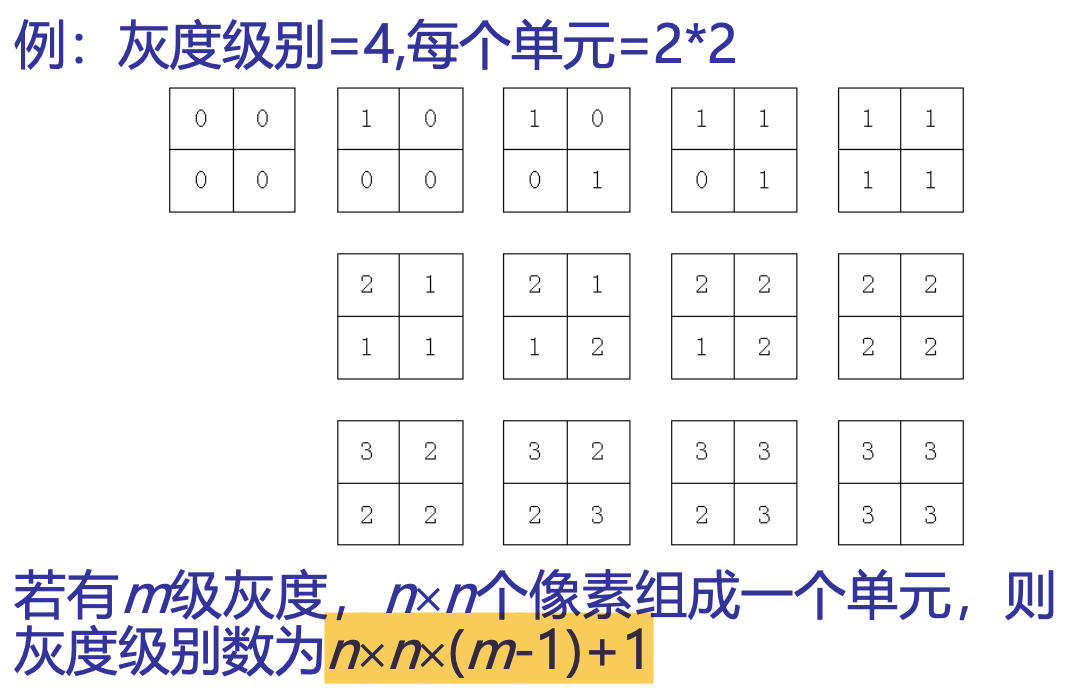 例：灰度级别=4,每个单元=2*2
0 0 1 0 1 0 1 1 1 1
0 0 0 0 0 1 0 1 1 1
2 1 2 1 2 2 2 2
1 1 1 2 1 2 2 2
3 2 3 2 3 3 3 3
2 2 2 3 2 3 3 3
若有m级灰度，n×n个像素组成一个单元，则
灰度级别数为n×n×(m-1)+1